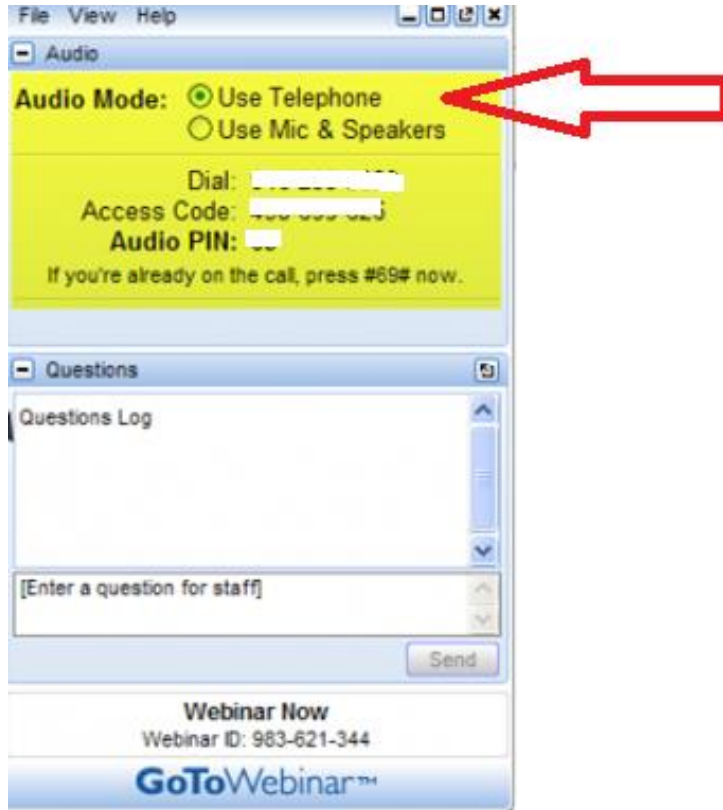 File View Help
Audio
Audio Mode: Use Telephone
Use Mic & Speakers
Dial:
Access Code:
Audio PIN:
If you're already on the call, press #69# now.
Questions
Questions Log
[Enter a question for staff]
Send
Webinar Now
Webinar ID: 983-621-344
GoToWebinar™